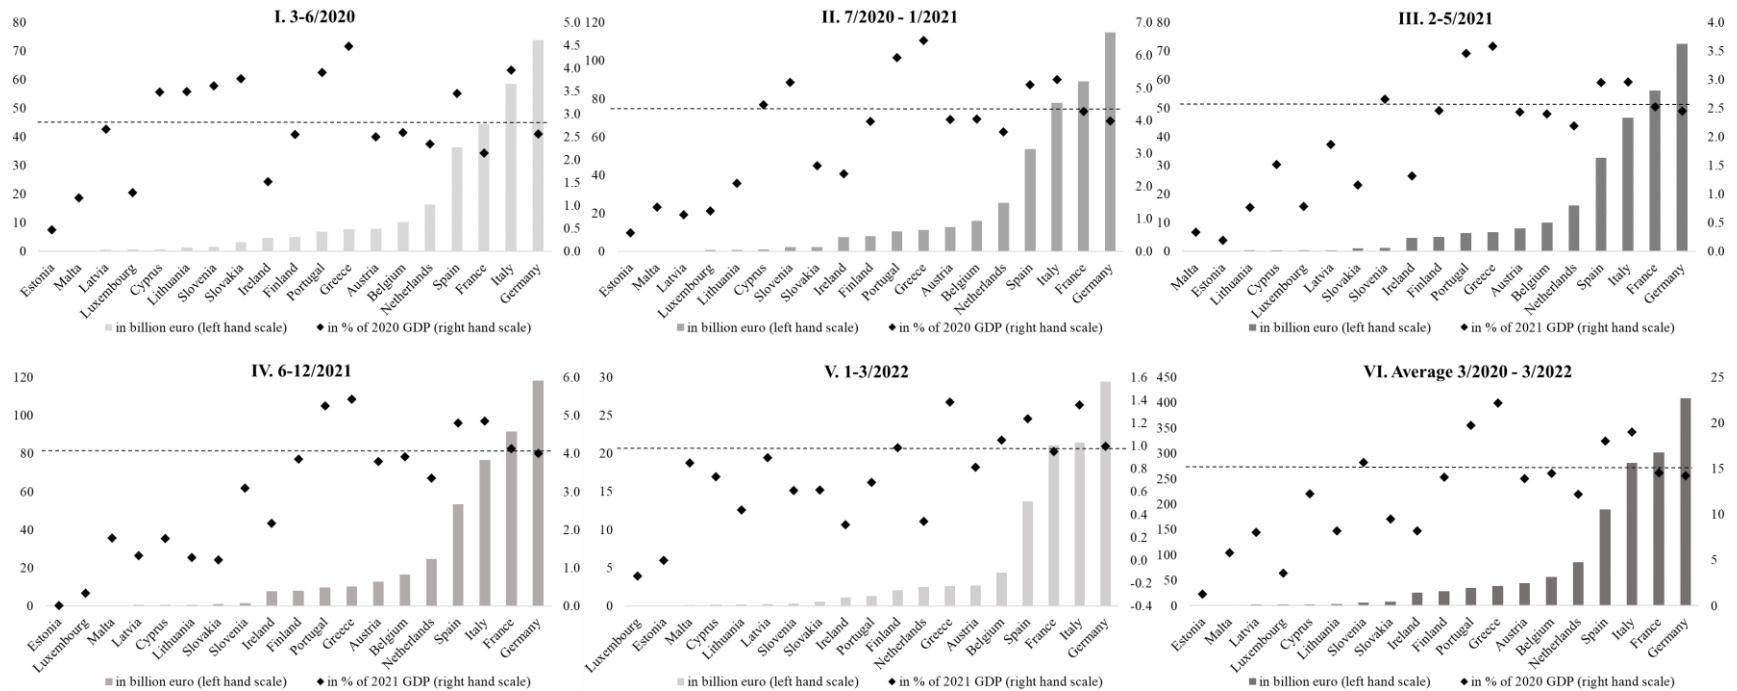 I. 3-6/2020
80
70
60
50
40
30
20
10
0
5.0
4.5
4.0
3.5
3.0
2.5
2.0
1.5
1.0
0.5
0.0
Estonia
Malta
Latvia
Luxembourg
Cyprus
Lithuania
Slovenia
Slovakia
Ireland
Finland
Portugal
Greece
Austria
Belgium
Netherlands
Spain
France
Italy
Germany
in billion euro (left hand scale)
in % of 2020 GDP (right hand scale)
II. 7/2020 - 1/2021
120
100
80
60
40
20
0
7.0
6.0
5.0
4.0
3.0
2.0
1.0
0.0
Estonia
Malta
Latvia
Luxembourg
Lithuania
Cyprus
Slovenia
Slovakia
Ireland
Finland
Portugal
Greece
Austria
Belgium
Netherlands
Spain
Italy
France
Germany
in billion euro (left hand scale)
in % of 2020 GDP (right hand scale)
III. 2-5/2021
80
70
60
50
40
30
20
10
0
4.0
3.5
3.0
2.5
2.0
1.5
1.0
0.5
0.0
Malta
Estonia
Lithuania
Cyprus
Luxembourg
Latvia
Slovakia
Slovenia
Ireland
Finland
Portugal
Greece
Austria
Belgium
Netherlands
Spain
Italy
France
Germany
in billion euro (left hand scale)
in % of 2021 GDP (right hand scale)
IV. 6-12/2021
120
100
80
60
40
20
0
6.0
5.0
4.0
3.0
2.0
1.0
0.0
Estonia
Luxembourg
Malta
Latvia
Cyprus
Lithuania
Slovakia
Slovenia
Ireland
Finland
Portugal
Greece
Austria
Belgium
Netherlands
Spain
Italy
France
Germany
in billion euro (left hand scale)
in % of 2021 GDP (right hand scale)
V. 1-3/2022
30
25
20
15
10
5
0
1.6
1.4
1.2
1.0
0.8
0.6
0.4
0.2
0.0
-0.2
-0.4
Luxembourg
Estonia
Malta
Cyprus
Lithuania
Latvia
Slovenia
Slovakia
Ireland
Portugal
Finland
Netherlands
Greece
Austria
Belgium
Spain
France
Italy
Germany
in billion euro (left hand scale)
in % of 2021 GDP (right hand scale)
VI. Average 3/2020 - 3/2022
450
400
350
300
250
200
150
100
50
0
25
20
15
10
5
0
Estonia
Malta
Latvia
Luxembourg
Cyprus
Lithuania
Slovenia
Slovakia
Ireland
Finland
Portugal
Greece
Austria
Belgium
Netherlands
Spain
Italy
France
Germany
in billion euro (left hand scale)
in % of 2020 GDP (right hand scale)